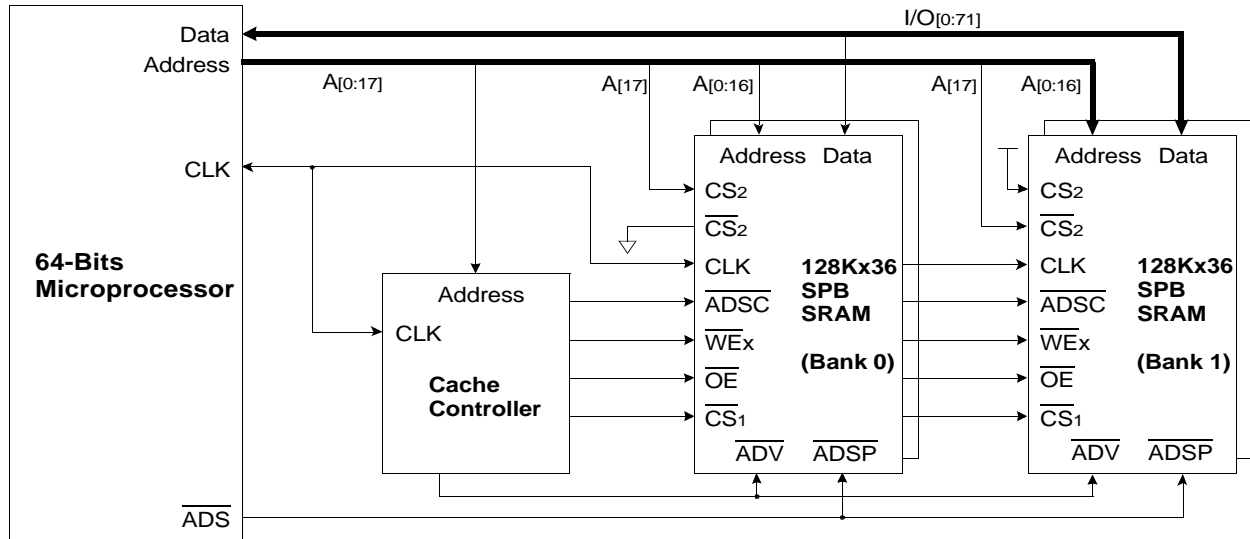 I/O[0:71]
Data
Address
A[0:17]
A[17]
A[0:16]
A[17]
A[0:16]
CLK
64-Bits
Microprocessor
ADS
Address
CLK
Cache
Controller
Address Data
CS2
CS2
CLK
ADSC
WEx
OE
CS1
128Kx36
SPB
SRAM
(Bank 0)
ADV ADSP
Address Data
CS2
CS2
CLK
ADSC
WEx
OE
CS1
128Kx36
SPB
SRAM
(Bank 1)
ADV ADSP